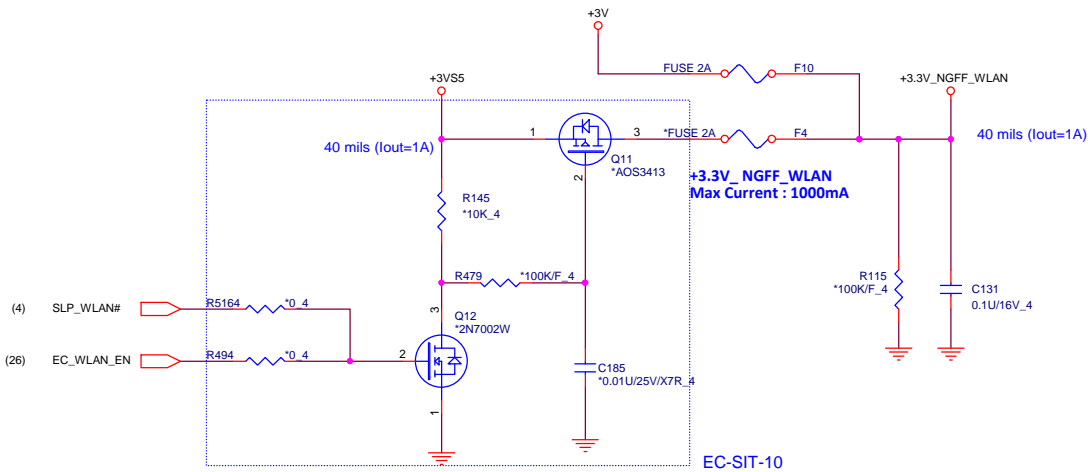 +3V
FUSE 2A
F10
+3VS5
+3.3V_NGFF_WLAN
40 mils (Iout=1A)
1
3
*FUSE 2A
F4
40 mils (Iout=1A)
Q11
*AOS3413
2
+3.3V_ NGFF_WLAN
Max Current : 1000mA
R145
*10K_4
R479
*100K/F_4
R115
*100K/F_4
C131
0.1U/16V_4
(4)
SLP_WLAN#
R5164
*0_4
3
Q12
*2N7002W
(26)
EC_WLAN_EN
R494
*0_4
2
C185
*0.01U/25V/X7R_4
1
EC-SIT-10